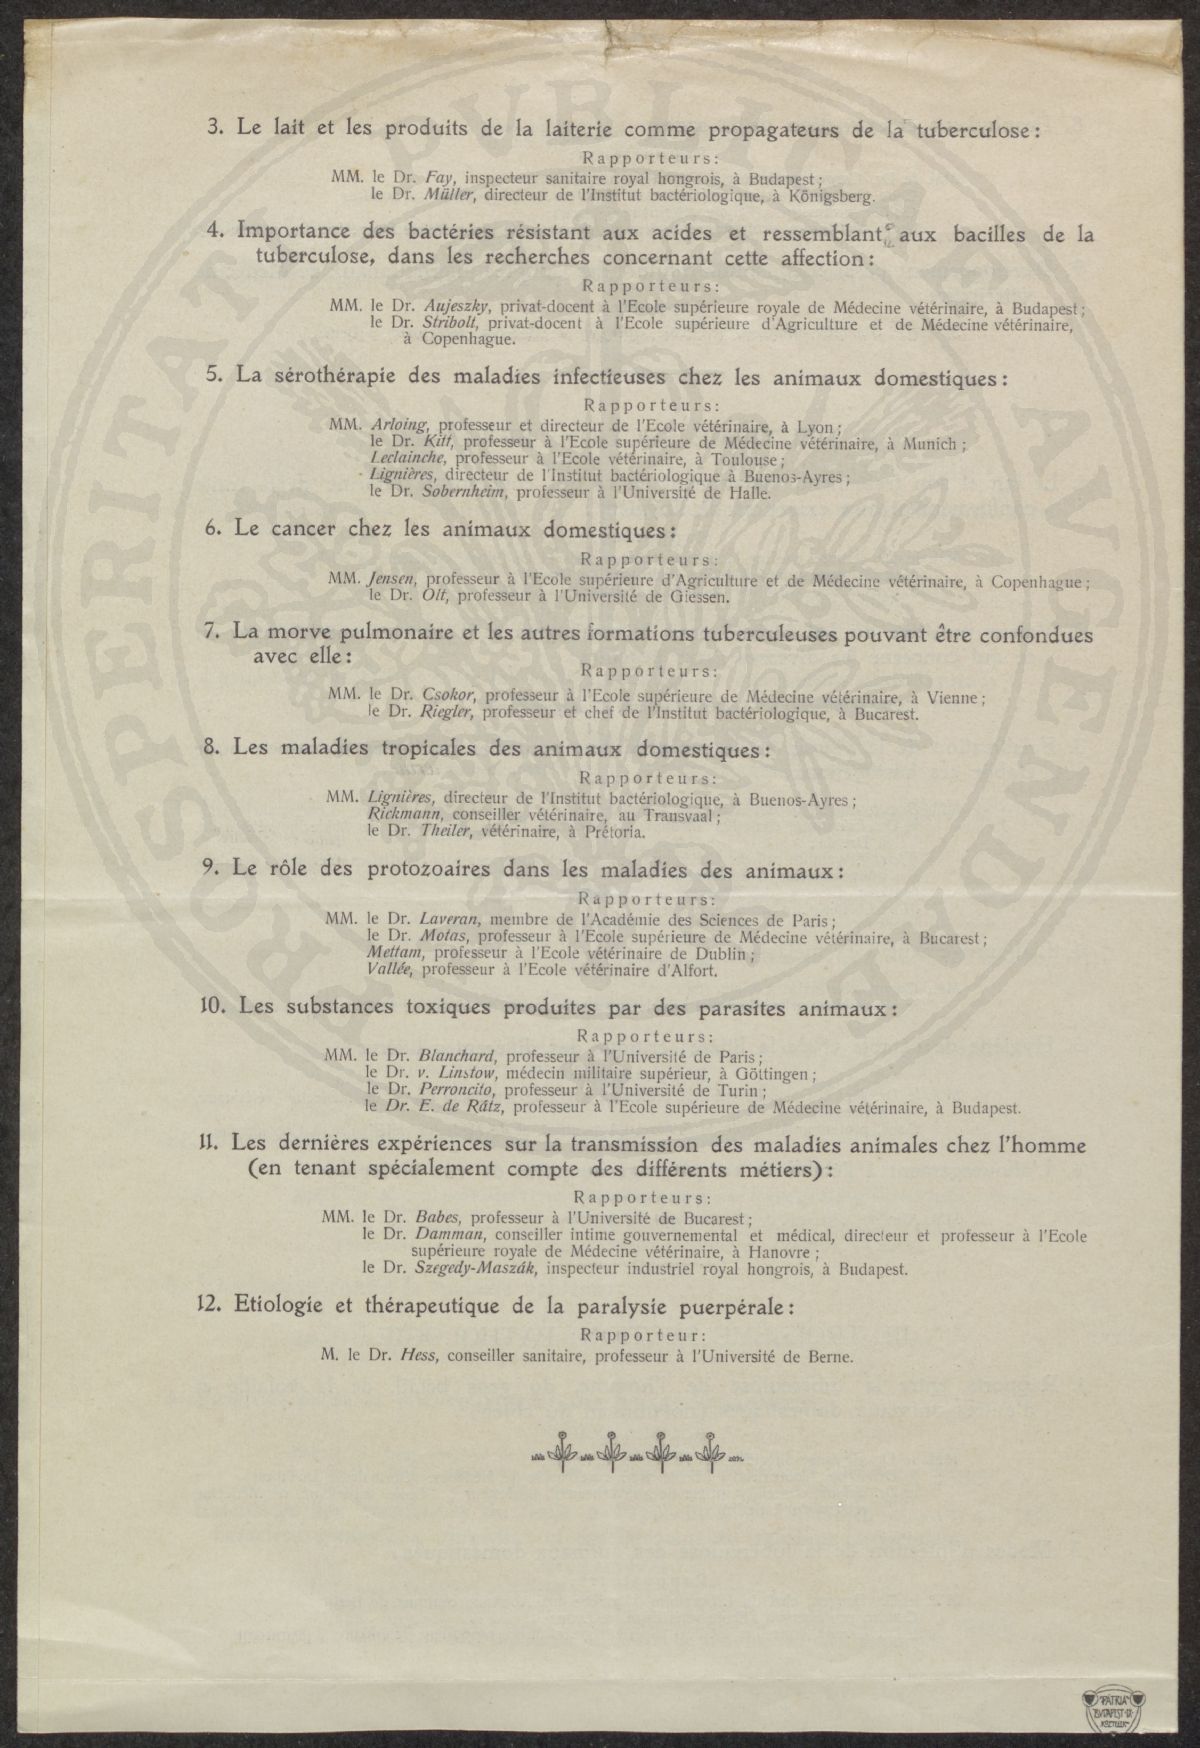 3. Le lait et les produits de la laiterie comme propagateurs de la tuberculose:
Rapporteurs:
MM. le Dr. Fay, inspecteur sanitaire royal hongrois, à Budapest;
le Dr. Müller, directeur de l'Institut bactériologique, à Königsberg.
4. Importance des bactéries résistant aux acides et ressemblant aux bacilles de la
tuberculose, dans les recherches concernant cette affection:
Rapporteurs:
MM. le Dr. Aujeszky, privat-docent à l'Ecole supérieure royale de Médecine vétérinaire, à Budapest;
le Dr. Stribolt, privat-docent à l'Ecole supérieure d'Agriculture et de Médecine vétérinaire,
à Copenhague.
5. La sérothérapie des maladies infectieuses chez les animaux domestiques:
Rapporteurs:
MM. Arloing, professeur et directeur de l'Ecole vétérinaire, à Lyon;
le Dr. Kitt, professeur à l'Ecole supérieure de Médecine vétérinaire, à Munich;
Leclainche, professeur à l'Ecole vétérinaire, à Toulouse;
Lignières, directeur de l'Institut bactériologique à Buenos-Ayres;
le Dr. Sobernheim, professeur à l'Université de Halle.
6. Le cancer chez les animaux domestiques:
Rapporteurs:
MM. Jensen, professeur à l'Ecole supérieure d'Agriculture et de Médecine vétérinaire, à Copenhague;
le Dr. Olt, professeur à l'Université de Giessen.
7. La morve pulmonaire et les autres formations tuberculeuses pouvant être confondues
avec elle:
Rapporteurs:
MM. le Dr. Csokor, professeur à l'Ecole supérieure de Médecine vétérinaire, à Vienne;
le Dr. Riegler, professeur et chef de l'Institut bactériologique, à Bucarest.
8. Les maladies tropicales des animaux domestiques:
Rapporteurs:
MM. Lignières, directeur de l'Institut bactériologique, à Buenos-Ayres;
Rickmann, conseiller vétérinaire, au Transvaal;
le Dr. Theiler, vétérinaire, à Prétoria.
9. Le rôle des protozoaires dans les maladies des animaux:
Rapporteurs:
MM. le Dr. Laveran, membre de l'Académie des Sciences de Paris;
le Dr. Motas, professeur à l'Ecole supérieure de Médecine vétérinaire, à Bucarest;
Mettam, professeur à l'Ecole vétérinaire de Dublin;
Vallée, professeur à l'Ecole vétérinaire d'Alfort.
10. Les substances toxiques produites par des parasites animaux:
Rapporteurs:
MM. le Dr. Blanchard, professeur à l'Université de Paris;
le Dr. v. Linstow, médecin militaire supérieur, à Göttingen;
le Dr. Perroncito, professeur à l'Université de Turin;
le Dr. E. de Rátz, professeur à l'Ecole supérieure de Médecine vétérinaire, à Budapest.
11. Les dernières expériences sur la transmission des maladies animales chez l'homme
(en tenant spécialement compte des différents métiers):
Rapporteurs:
MM. le Dr. Babes, professeur à l'Université de Bucarest;
le Dr. Damman, conseiller intime gouvernemental et médical, directeur et professeur à l'Ecole
supérieure royale de Médecine vétérinaire, à Hanovre;
le Dr. Szegedy-Maszák, inspecteur industriel royal hongrois, à Budapest.
12. Etiologie et thérapeutique de la paralysie puerpérale:
Rapporteur:
M. le Dr. Hess, conseiller sanitaire, professeur à l'Université de Berne.
PROSPERITATI PUBLICAE AVGENDAE
"PÁTRIA"
BUDAPEST IX.
KÖZTELEK